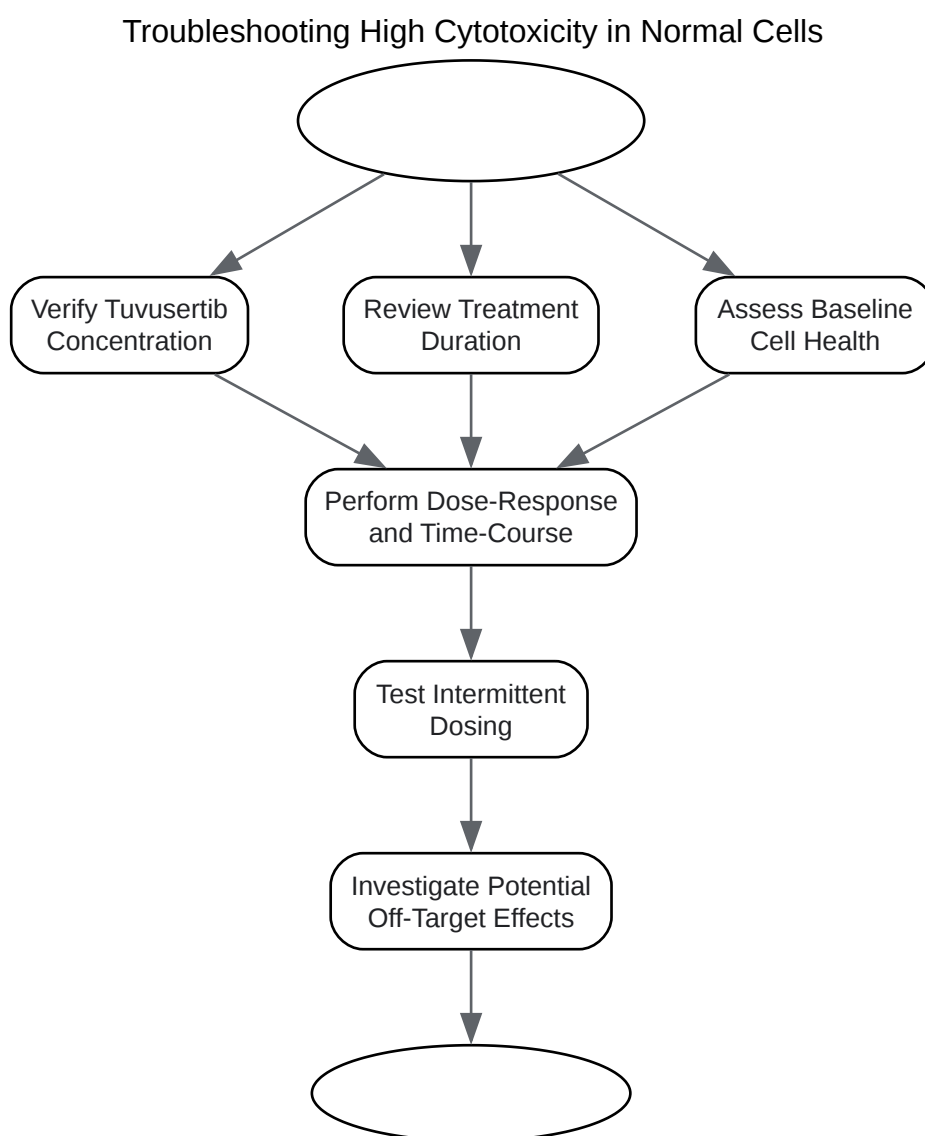 Troubleshooting High Cytotoxicity in Normal Cells
Verify Tuvusertib
Concentration
Review Treatment
Duration
Assess Baseline
Cell Health
Perform Dose-Response
and Time-Course
Test Intermittent
Dosing
Investigate Potential
Off-Target Effects